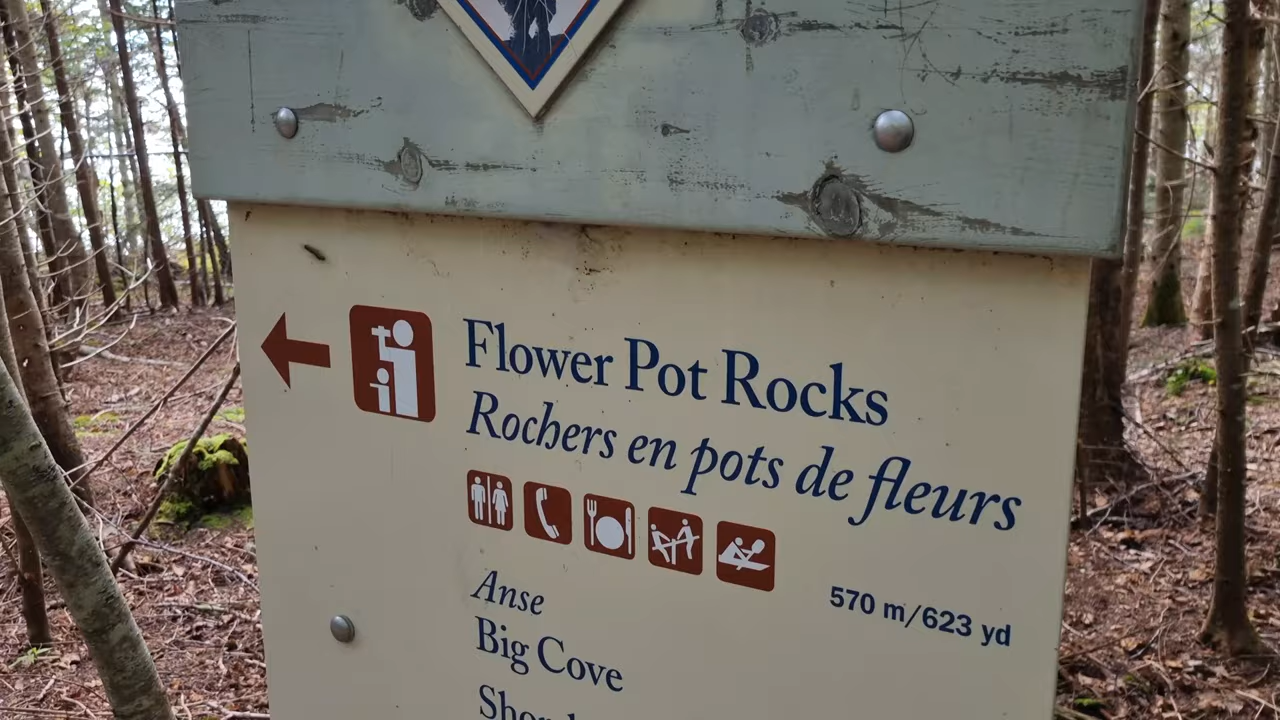 Flower Pot Rocks
Rochers en pots de fleurs
570 m/623 yd
Anse
Big Cove